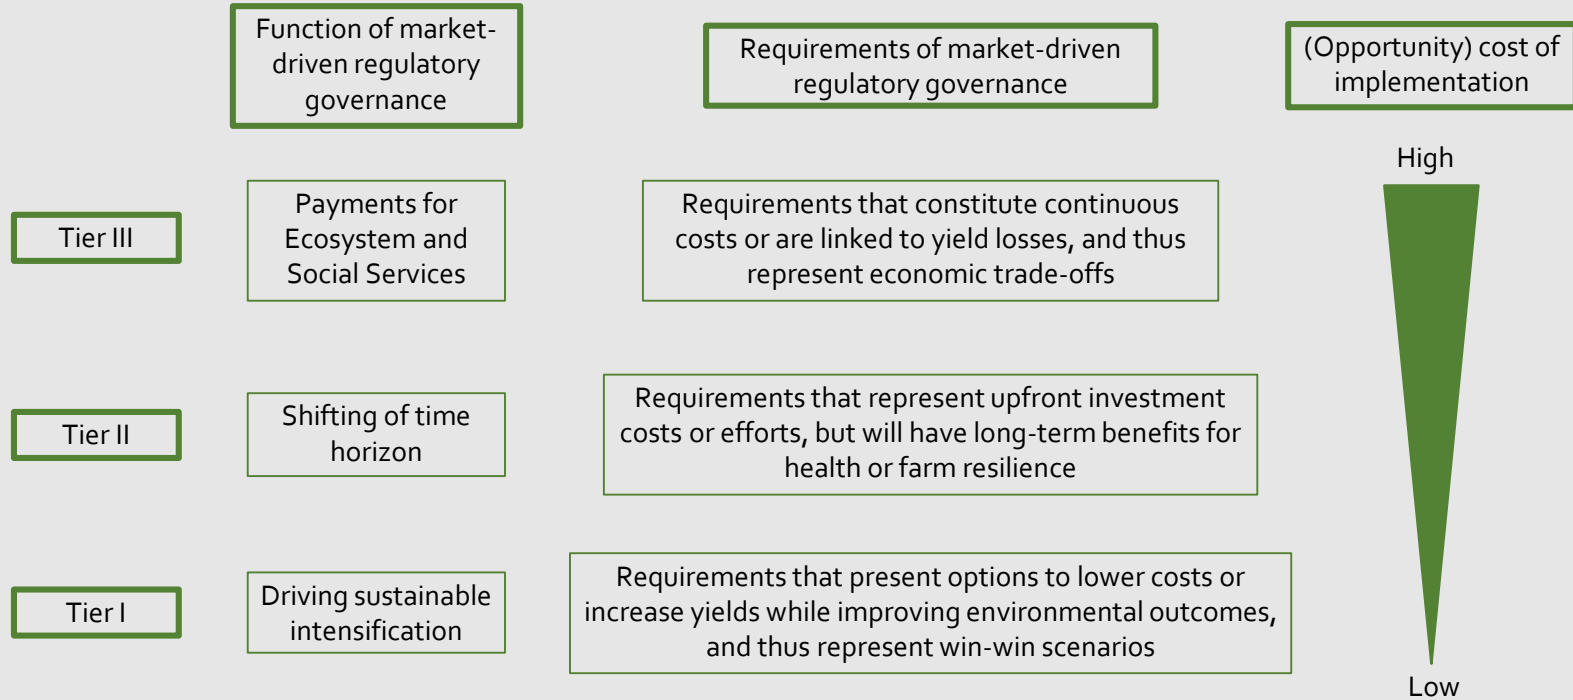 Function of market-
driven regulatory
governance
Requirements of market-driven
regulatory governance
(Opportunity) cost of
implementation
High
Tier III
Payments for
Ecosystem and
Social Services
Requirements that constitute continuous
costs or are linked to yield losses, and thus
represent economic trade-offs
Tier II
Shifting of time
horizon
Requirements that represent upfront investment
costs or efforts, but will have long-term benefits for
health or farm resilience
Tier I
Driving sustainable
intensification
Requirements that present options to lower costs or
increase yields while improving environmental outcomes,
and thus represent win-win scenarios
Low